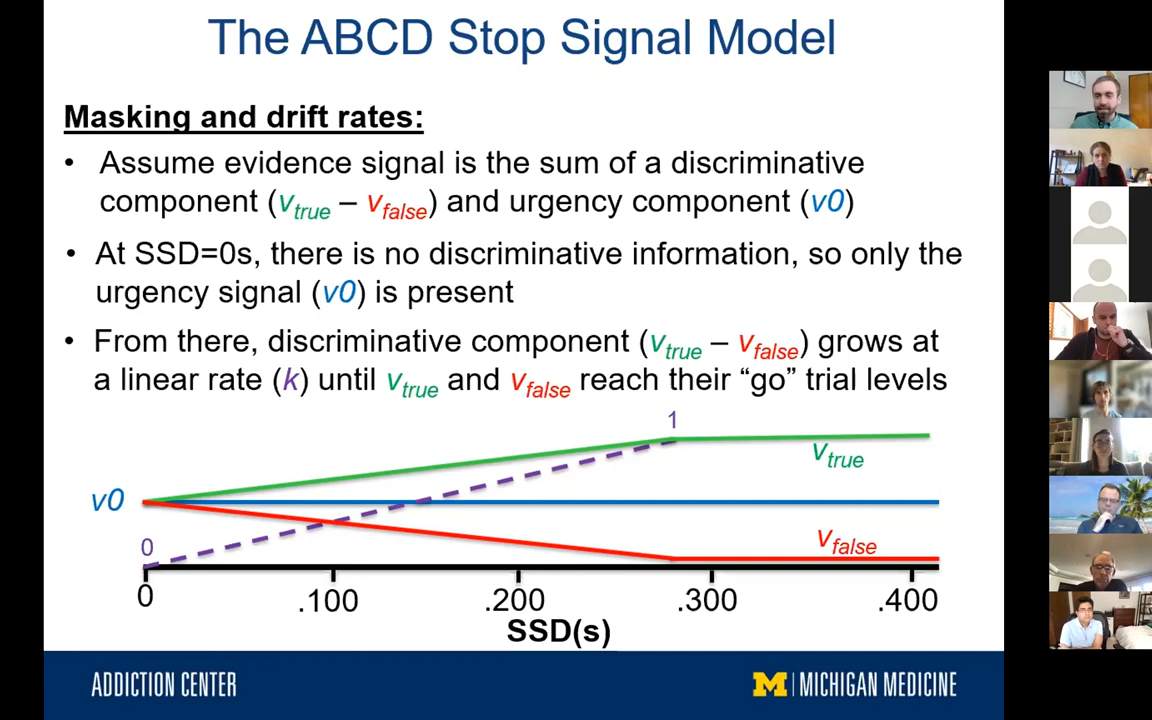 The ABCD Stop Signal Model
Masking and drift rates:
• Assume evidence signal is the sum of a discriminative
component (vtrue – vfalse) and urgency component (v0)
• At SSD=0s, there is no discriminative information, so only the
urgency signal (v0) is present
• From there, discriminative component (vtrue – vfalse) grows at
a linear rate (k) until vtrue and vfalse reach their “go” trial levels
1
vtrue
v0
vfalse
0
0 .100 .200 .300 .400
SSD(s)
ADDICTION CENTER
M | MICHIGAN MEDICINE